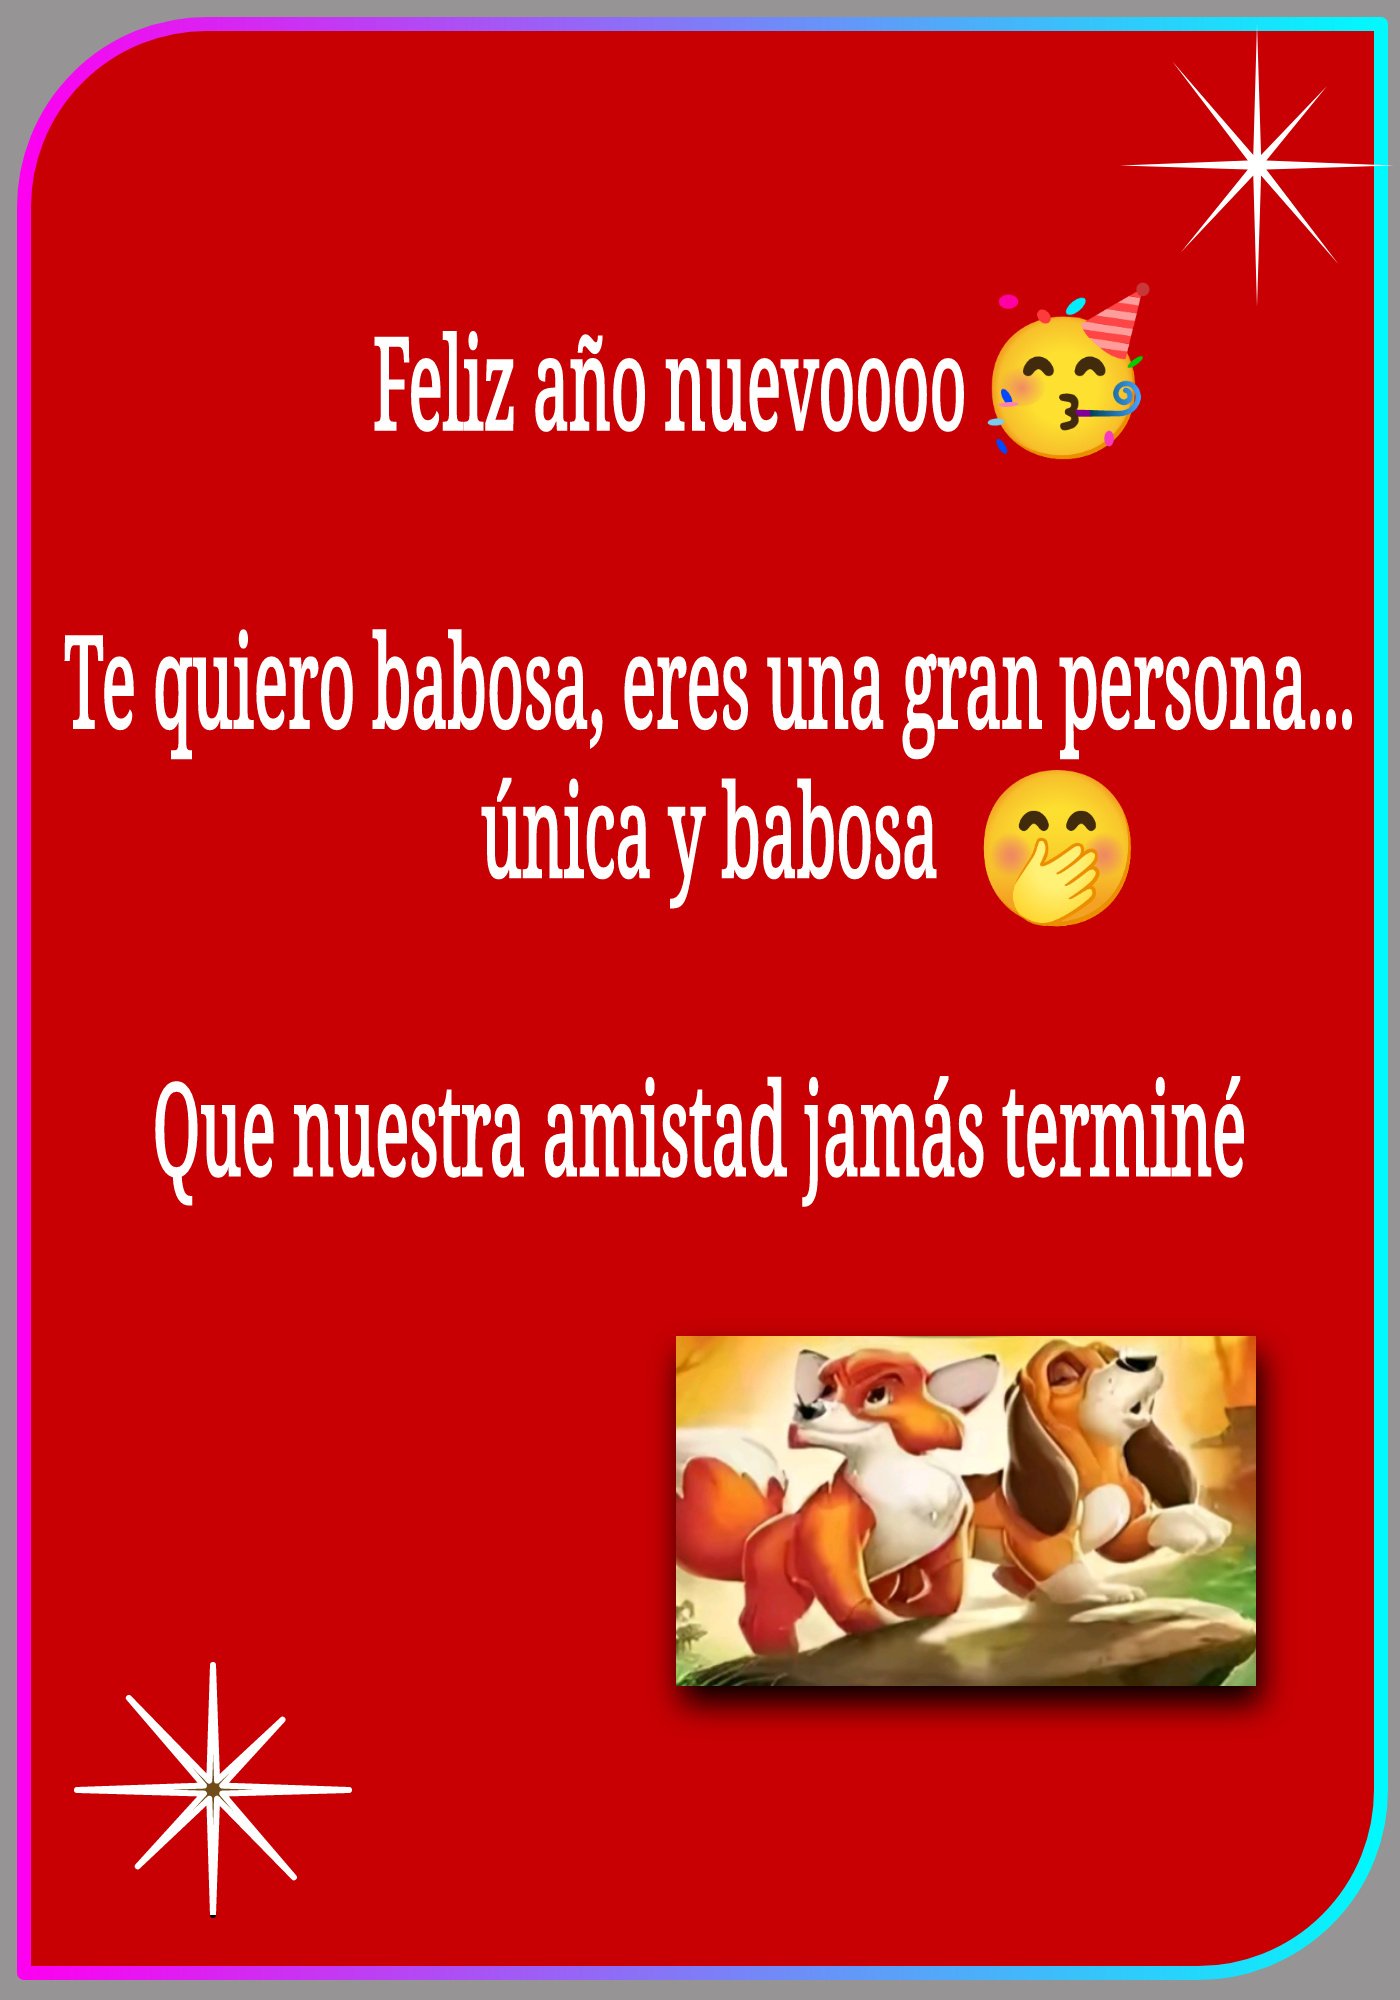 Feliz año nuevoooo 🥳
Te quiero babosa, eres una gran persona...
única y babosa 🤭
Que nuestra amistad jamás terminé